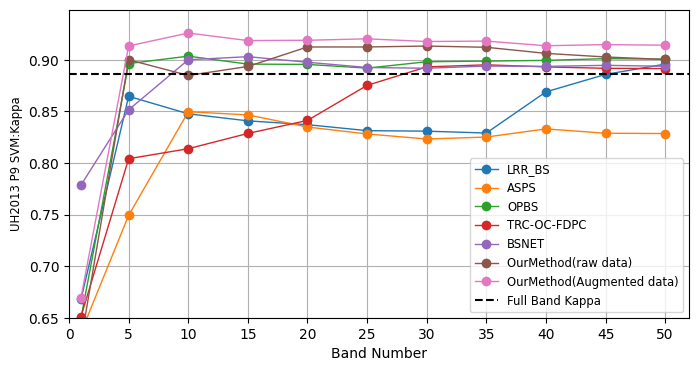 UH2013 P9 SVM:Kappa
0.90
0.85
0.80
0.75
0.70
0.65
0 5 10 15 20 25 30 35 40 45 50
Band Number
LRR_BS
ASPS
OPBS
TRC-OC-FDPC
BSNET
OurMethod(raw data)
OurMethod(Augmented data)
Full Band Kappa